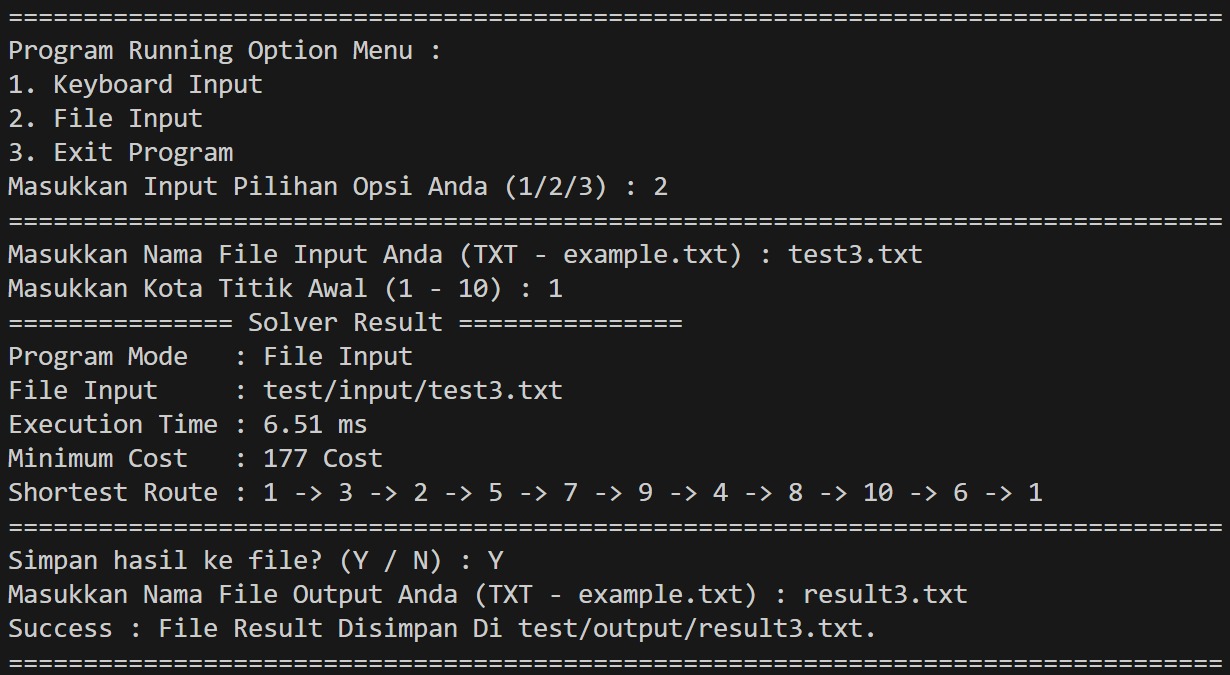 =================================================================================
Program Running Option Menu :
1. Keyboard Input
2. File Input
3. Exit Program
Masukkan Input Pilihan Opsi Anda (1/2/3) : 2
=================================================================================
Masukkan Nama File Input Anda (TXT - example.txt) : test3.txt
Masukkan Kota Titik Awal (1 - 10) : 1
=============== Solver Result ===============
Program Mode   : File Input
File Input     : test/input/test3.txt
Execution Time : 6.51 ms
Minimum Cost   : 177 Cost
Shortest Route : 1 -> 3 -> 2 -> 5 -> 7 -> 9 -> 4 -> 8 -> 10 -> 6 -> 1
=================================================================================
Simpan hasil ke file? (Y / N) : Y
Masukkan Nama File Output Anda (TXT - example.txt) : result3.txt
Success : File Result Disimpan Di test/output/result3.txt.
=================================================================================